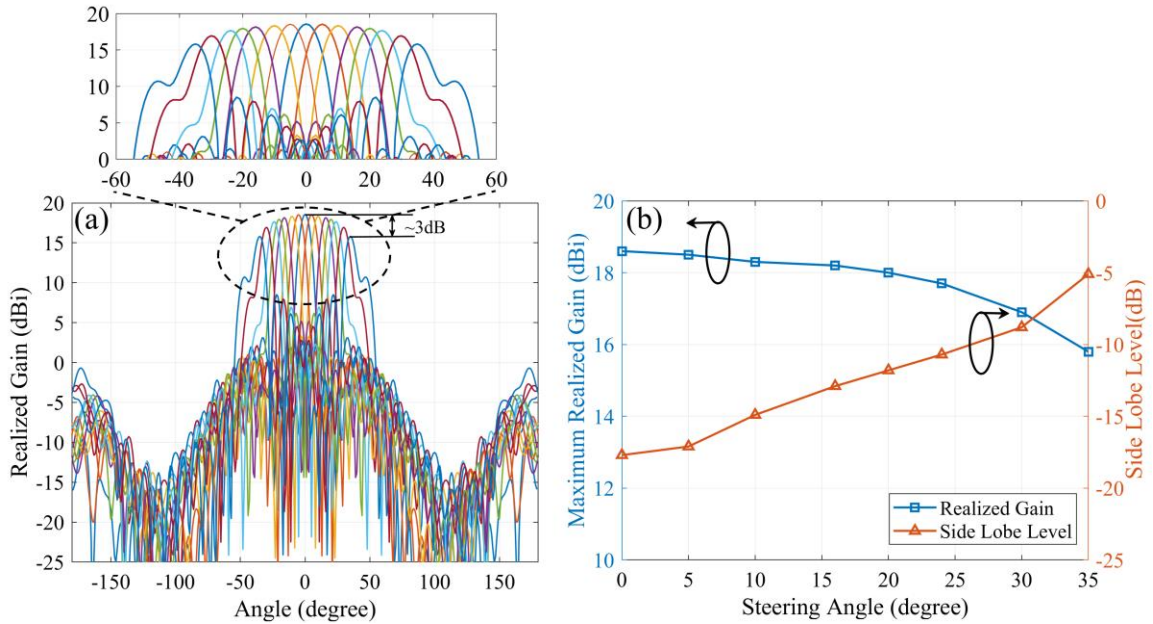 20
15
10
5
0
-60 -40 -20 0 20 40 60
(a)
~3dB
20
15
10
5
0
-5
-10
-15
-20
-25
Realized Gain (dBi)
-150 -100 -50 0 50 100 150
Angle (degree)
(b)
20
18
16
14
12
10
Maximum Realized Gain (dBi)
0
-5
-10
-15
-20
-25
Side Lobe Level(dB)
Realized Gain
Side Lobe Level
0 5 10 15 20 25 30 35
Steering Angle (degree)